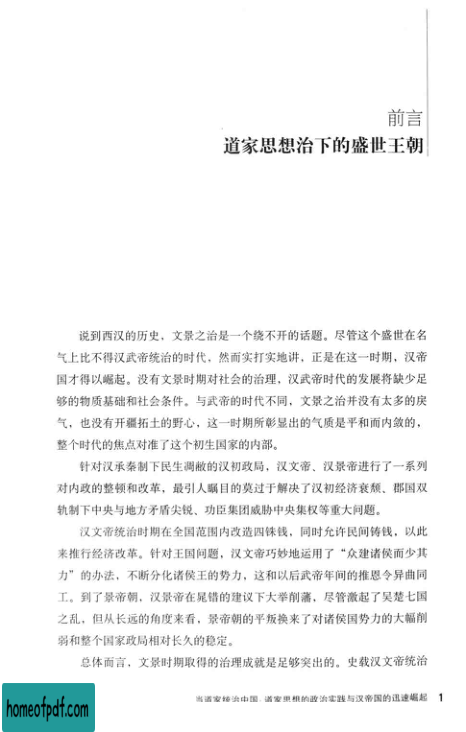 前言
道家思想治下的盛世王朝
说到西汉的历史，文景之治是一个绕不开的话题。尽管这个盛世在名
气上比不得汉武帝统治的时代，然而实打实地讲，正是在这一时期，汉帝
国才得以崛起。没有文景时期对社会的治理，汉武帝时代的发展将缺少足
够的物质基础和社会条件。与武帝的时代不同，文景之治并没有太多的戾
气，也没有开疆拓土的野心，这一时期所彰显出的气质是平和而内敛的，
整个时代的焦点对准了这个初生国家的内部。
针对汉承秦制下民生凋敝的汉初政局，汉文帝、汉景帝进行了一系列
对内政的整顿和改革，最引人瞩目的莫过于解决了汉初经济衰颓、郡国双
轨制下中央与地方矛盾尖锐、功臣集团威胁中央集权等重大问题。
汉文帝统治时期在全国范围内改造四铢钱，同时允许民间铸钱，以此
来推行经济改革。针对王国问题，汉文帝巧妙地运用了“众建诸侯而少其
力”的办法，不断分化诸侯王的势力，这和以后武帝年间的推恩令异曲同
工。到了景帝朝，汉景帝在晁错的建议下大举削藩，尽管激起了吴楚七国
之乱，但从长远的角度来看，景帝朝的平叛换来了对诸侯国势力的大幅削
弱和整个国家政局相对长久的稳定。
总体而言，文景时期取得的治理成就是足够突出的。史载汉文帝统治
当道家统治中国：道家思想的政治实践与汉帝国的迅速崛起 1
homeofpdf.com